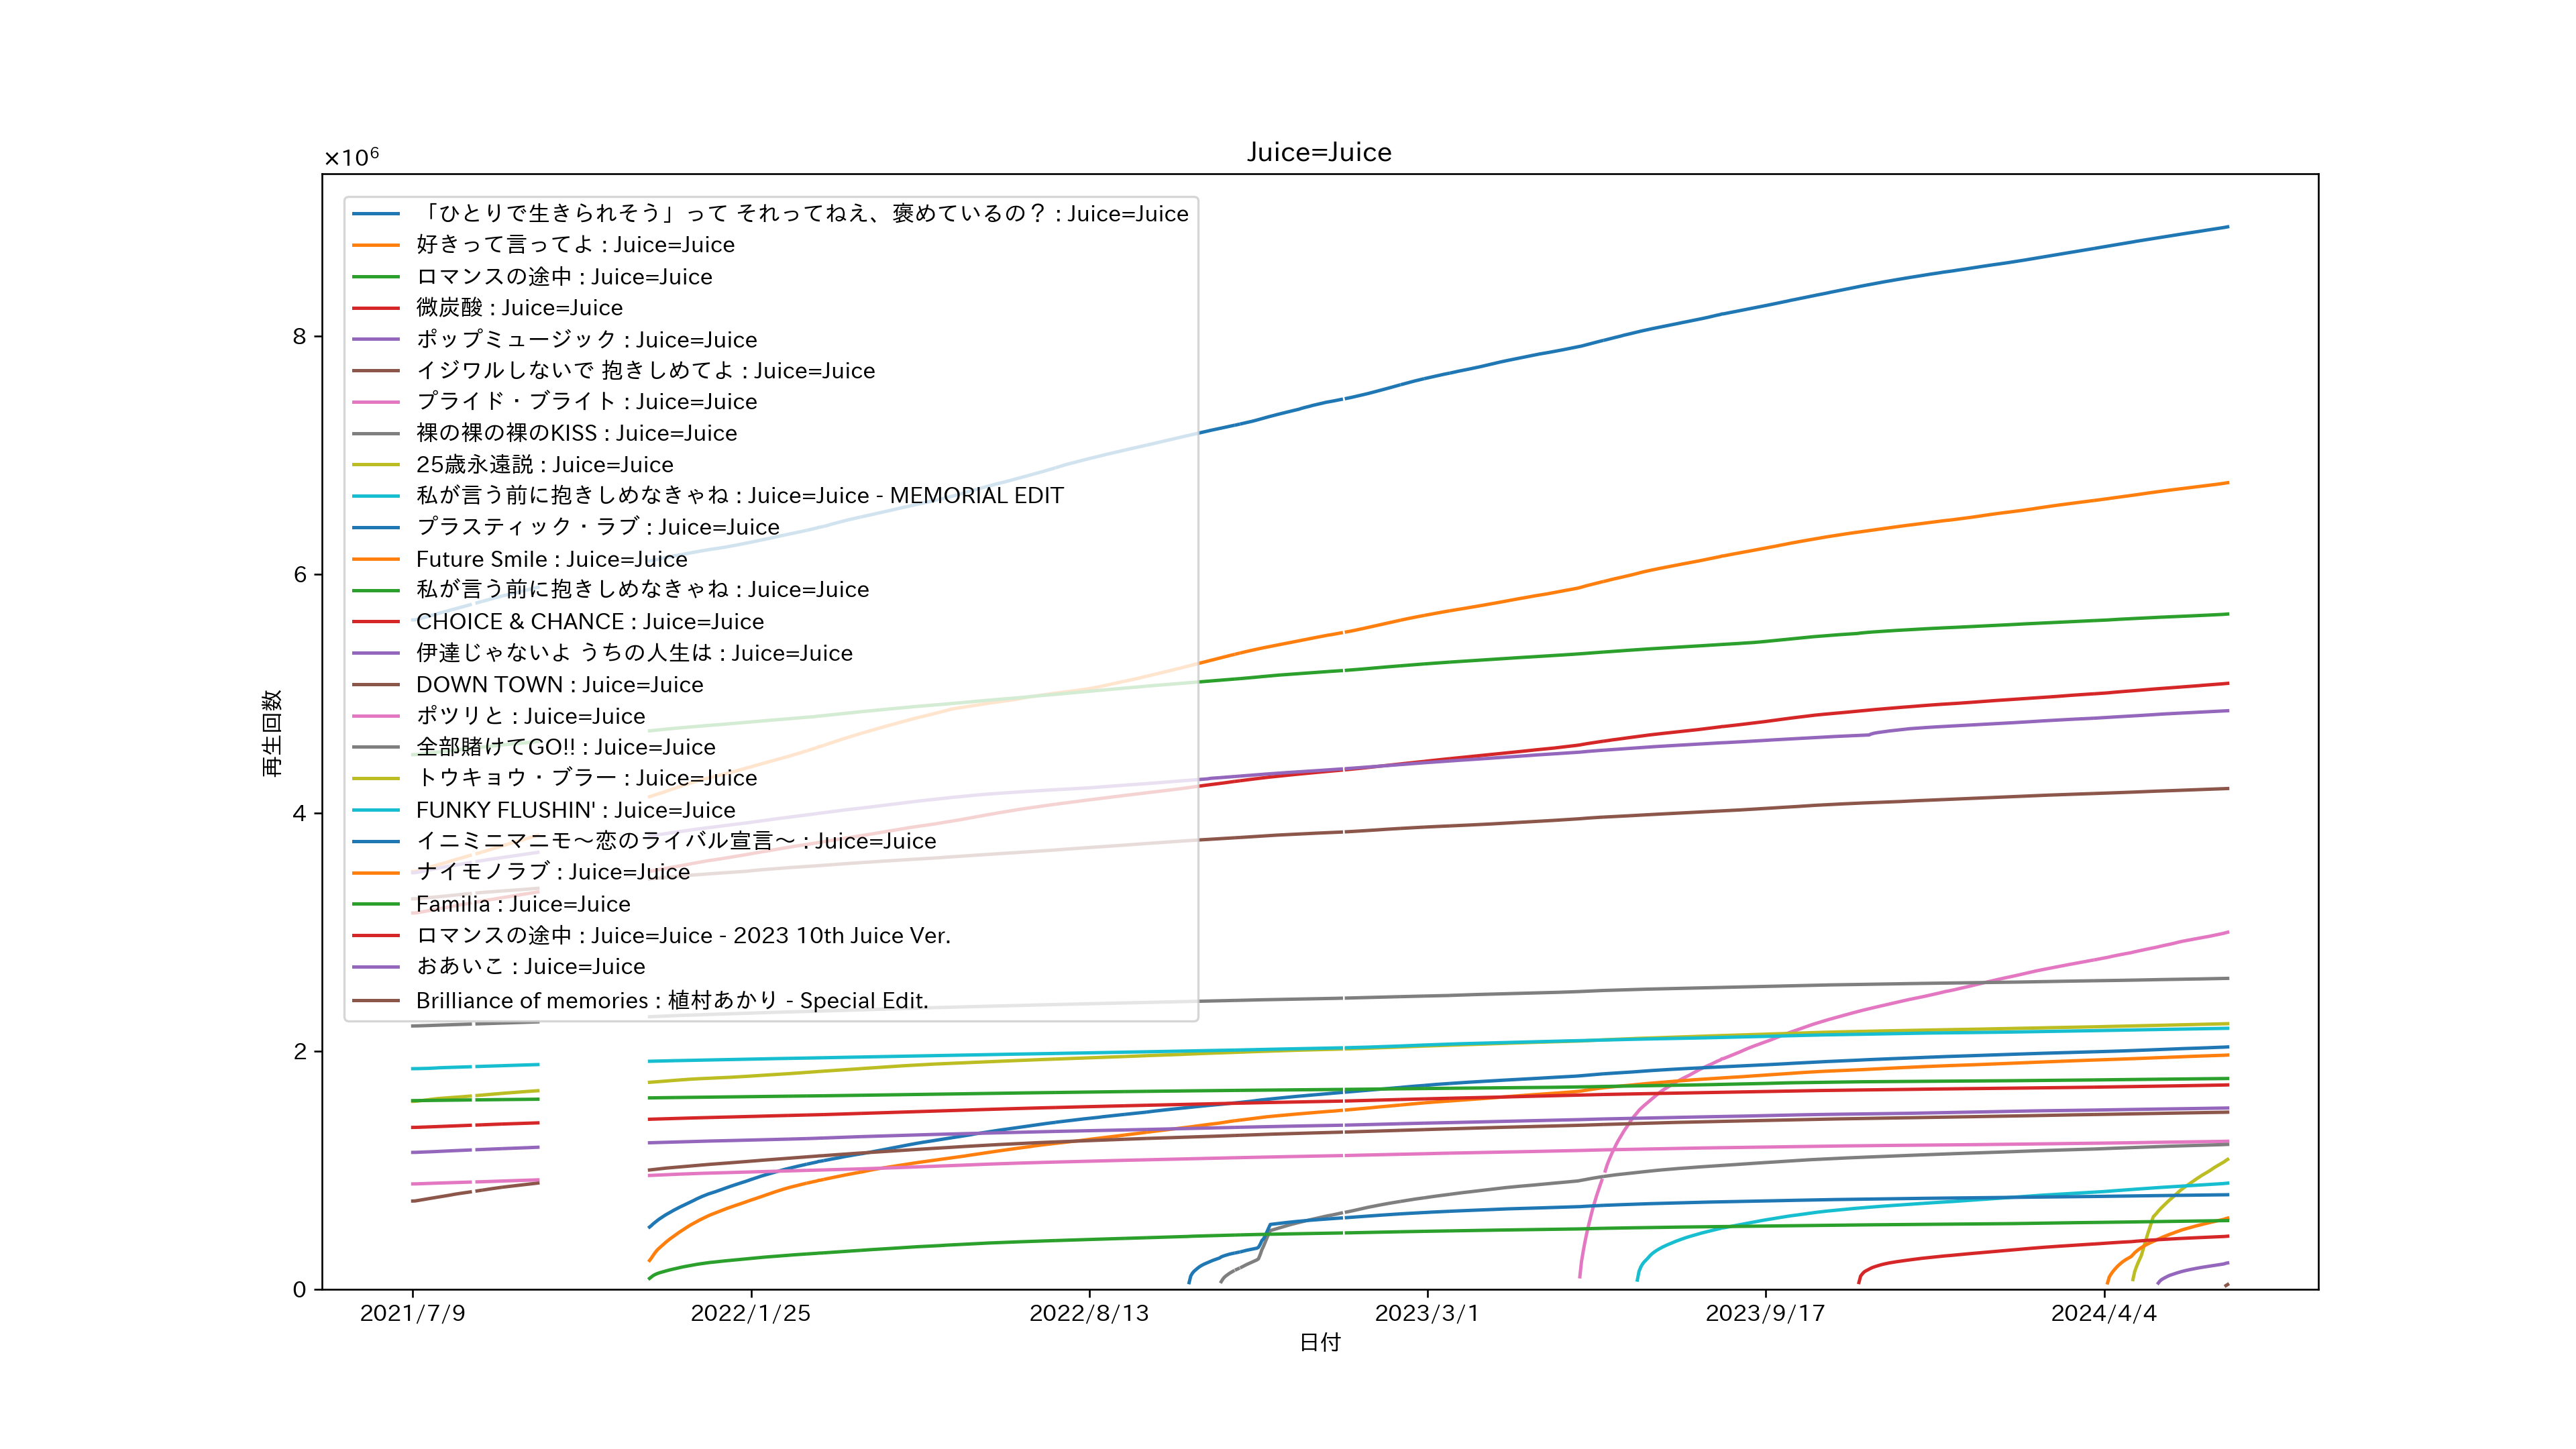 Juice=Juice
×10⁶
「ひとりで生きられそう」って それってねえ、褒めているの？ : Juice=Juice
好きって言ってよ : Juice=Juice
ロマンスの途中 : Juice=Juice
微炭酸 : Juice=Juice
ポップミュージック : Juice=Juice
イジワルしないで 抱きしめてよ : Juice=Juice
プライド・ブライト : Juice=Juice
裸の裸の裸のKISS : Juice=Juice
25歳永遠説 : Juice=Juice
私が言う前に抱きしめなきゃね : Juice=Juice - MEMORIAL EDIT
プラスティック・ラブ : Juice=Juice
Future Smile : Juice=Juice
私が言う前に抱きしめなきゃね : Juice=Juice
CHOICE & CHANCE : Juice=Juice
伊達じゃないよ うちの人生は : Juice=Juice
DOWN TOWN : Juice=Juice
ポツリと : Juice=Juice
全部賭けてGO!! : Juice=Juice
トウキョウ・ブラー : Juice=Juice
FUNKY FLUSHIN' : Juice=Juice
イニミニマニモ～恋のライバル宣言～ : Juice=Juice
ナイモノラブ : Juice=Juice
Familia : Juice=Juice
ロマンスの途中 : Juice=Juice - 2023 10th Juice Ver.
おあいこ : Juice=Juice
Brilliance of memories : 植村あかり - Special Edit.
8
6
4
2
0
再生回数
2021/7/9
2022/1/25
2022/8/13
2023/3/1
2023/9/17
2024/4/4
日付